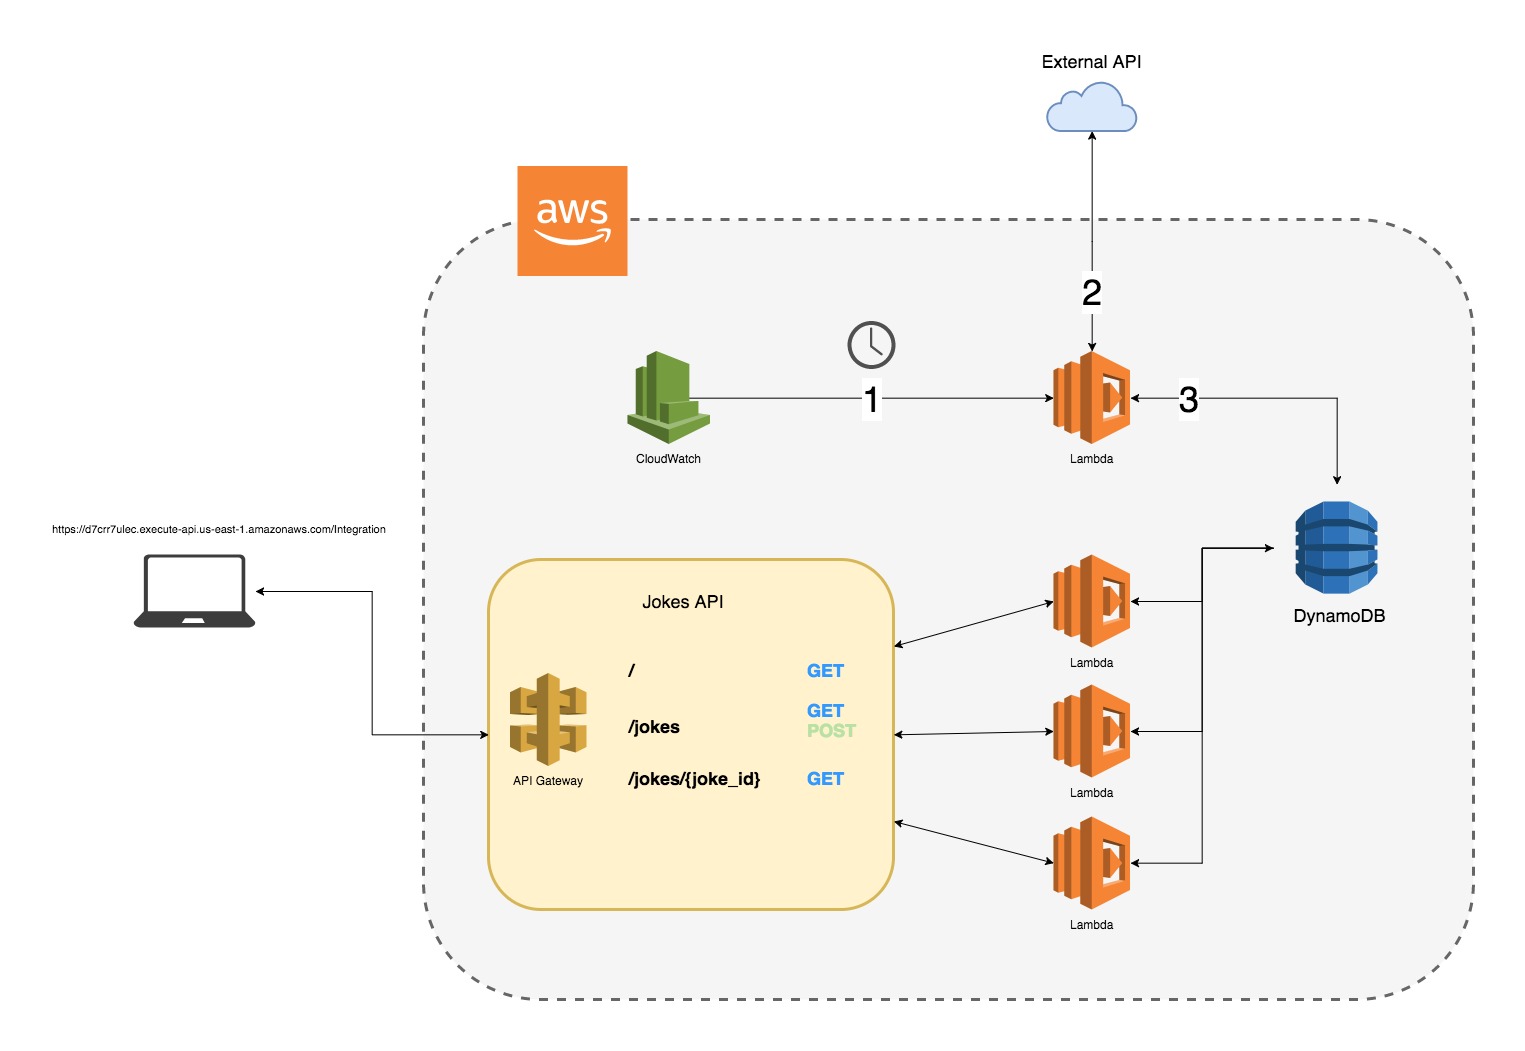 External API
aws
2
1
3
CloudWatch
Lambda
https://d7crr7ulec.execute-api.us-east-1.amazonaws.com/Integration
Jokes API
DynamoDB
/ GET
Lambda
GET
/jokes POST
API Gateway
/jokes/{joke_id} GET
Lambda
Lambda